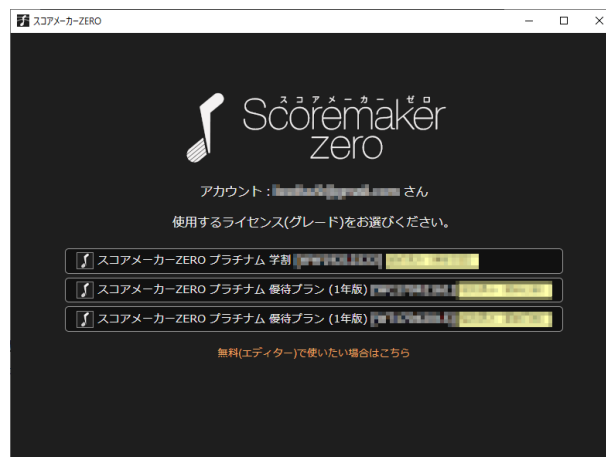 スコアメーカーZERO
スコアメーカー ゼロ
Scoremaker
zero
アカウント : さん
使用するライセンス(グレード)をお選びください。
スコアメーカーZERO プラチナム 学割
スコアメーカーZERO プラチナム 優待プラン (1年版)
スコアメーカーZERO プラチナム 優待プラン (1年版)
無料(エディター)で使いたい場合はこちら